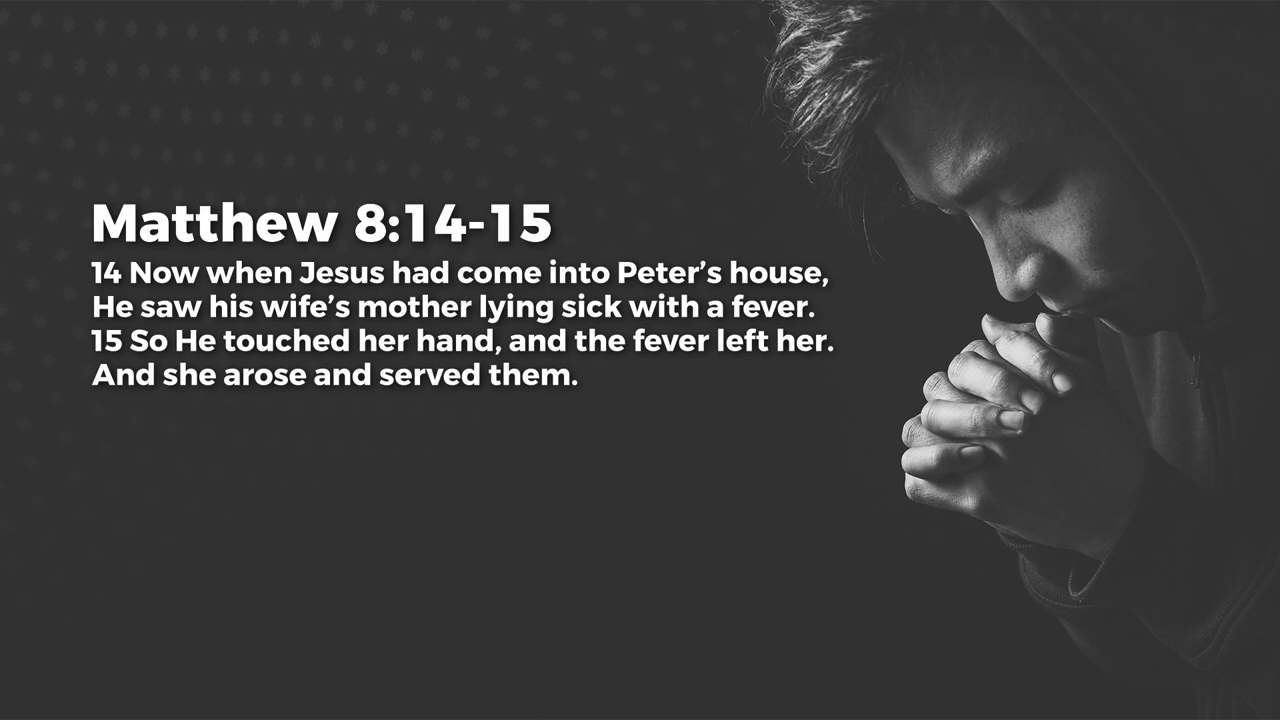 Matthew 8:14-15
14 Now when Jesus had come into Peter’s house,
He saw his wife’s mother lying sick with a fever.
15 So He touched her hand, and the fever left her.
And she arose and served them.